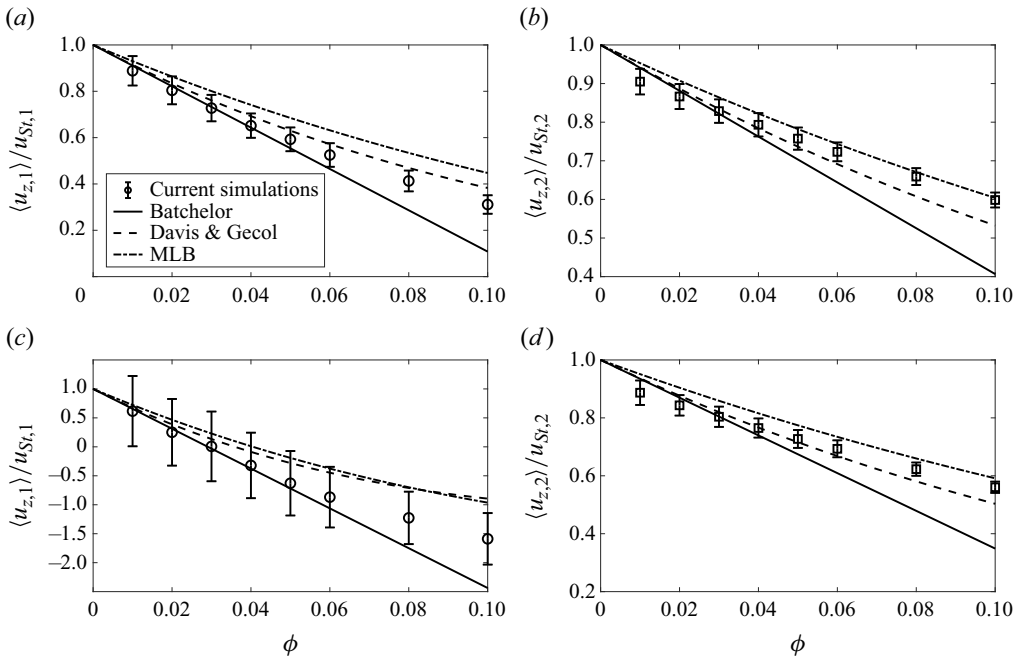 (a)
1.0
0.8
0.6
0.4
0.2
⟨u_{z,1}⟩/u_{St,1}
Current simulations
Batchelor
Davis & Gecol
MLB
0 0.02 0.04 0.06 0.08 0.10
(b)
1.0
0.9
0.8
0.7
0.6
0.5
0.4
⟨u_{z,2}⟩/u_{St,2}
0 0.02 0.04 0.06 0.08 0.10
(c)
1.0
0.5
0
−0.5
−1.0
−1.5
−2.0
⟨u_{z,1}⟩/u_{St,1}
0 0.02 0.04 0.06 0.08 0.10
ϕ
(d)
1.0
0.8
0.6
0.4
0.2
⟨u_{z,2}⟩/u_{St,2}
0 0.02 0.04 0.06 0.08 0.10
ϕ